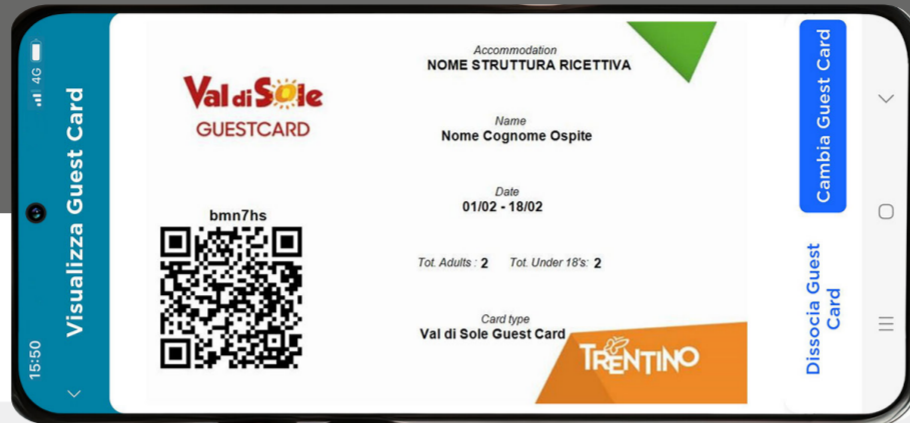 15:50
4G
Visualizza Guest Card
Val di Sole
GUESTCARD
bmn7hs
Accommodation
NOME STRUTTURA RICETTIVA
Name
Nome Cognome Ospite
Date
01/02 - 18/02
Tot. Adults : 2 Tot. Under 18's: 2
Card type
Val di Sole Guest Card
TRENTINO
Dissocia Guest
Card
Cambia Guest Card